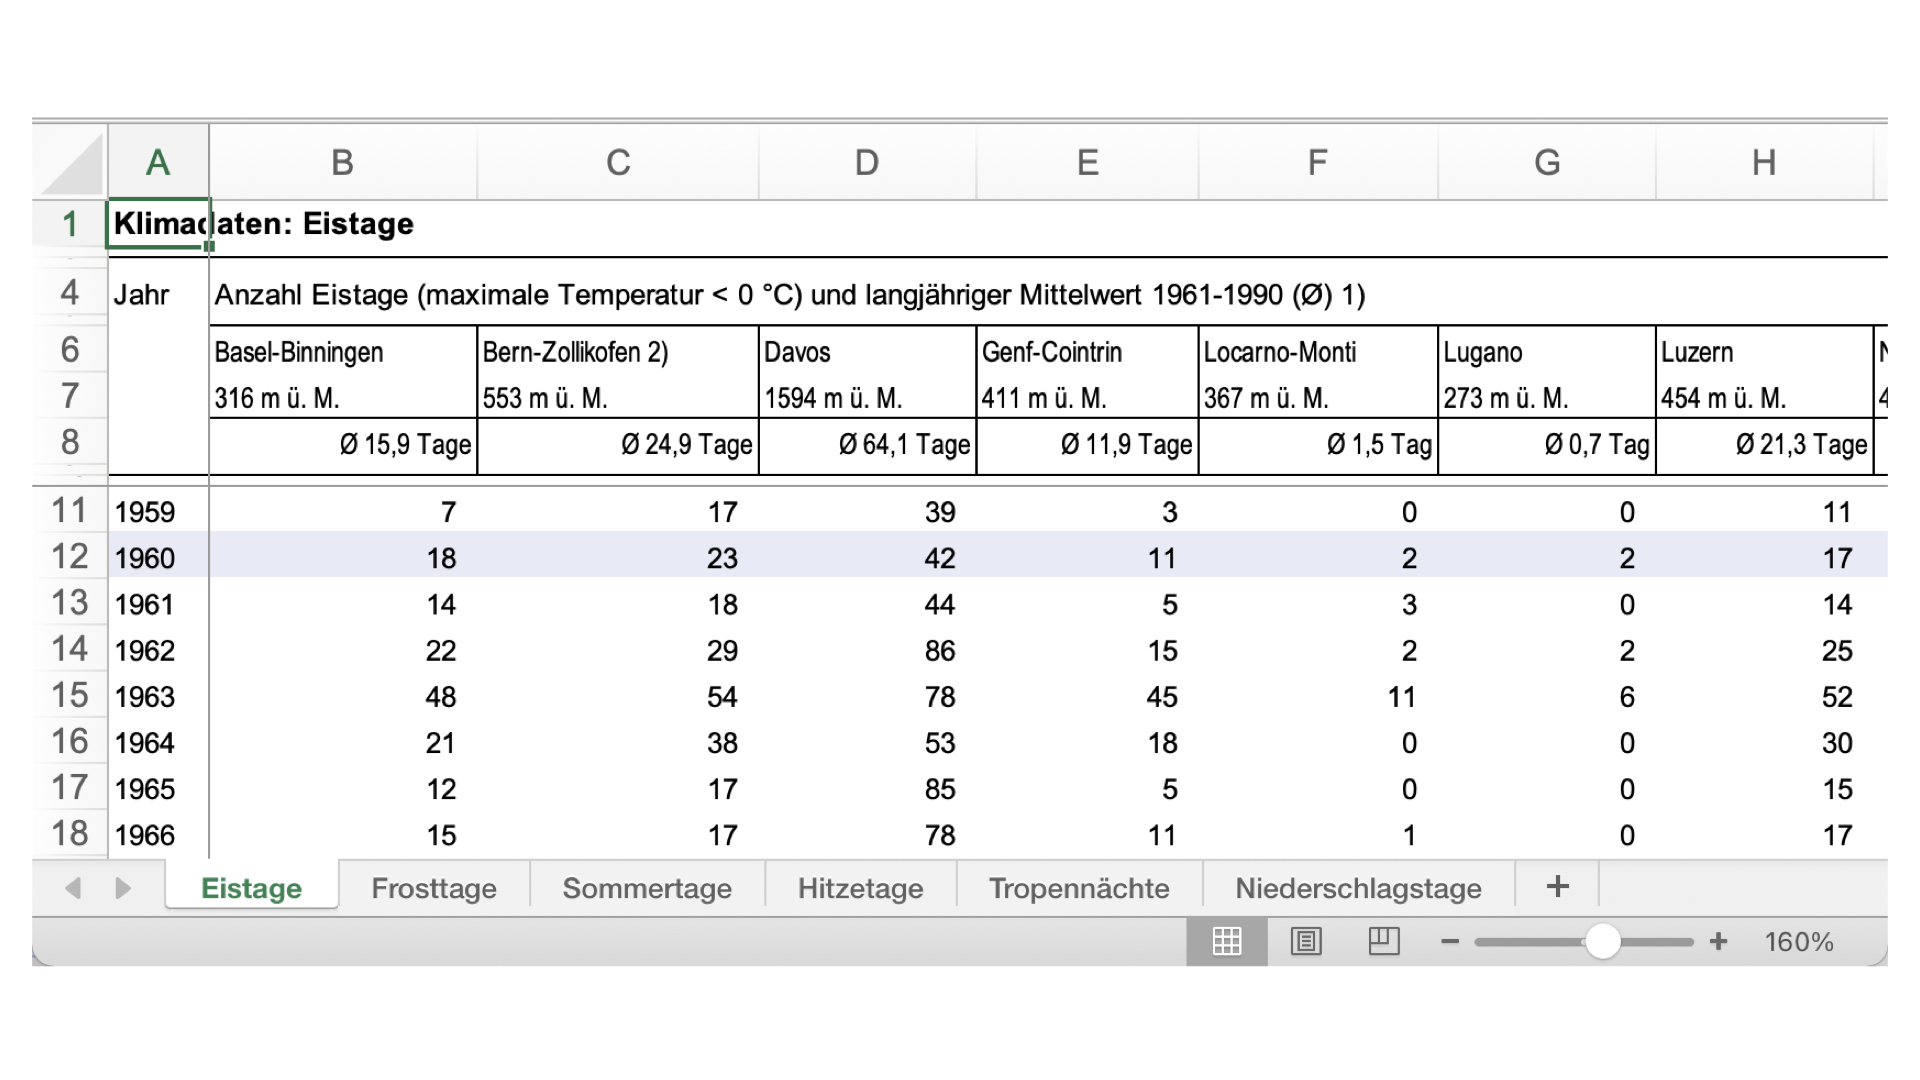 A B C D E F G H
1 Klimadaten: Eistage
4 Jahr Anzahl Eistage (maximale Temperatur < 0 °C) und langjähriger Mittelwert 1961-1990 (Ø) 1)
6 Basel-Binningen Bern-Zollikofen 2) Davos Genf-Cointrin Locarno-Monti Lugano Luzern
7 316 m ü. M. 553 m ü. M. 1594 m ü. M. 411 m ü. M. 367 m ü. M. 273 m ü. M. 454 m ü. M.
8 Ø 15,9 Tage Ø 24,9 Tage Ø 64,1 Tage Ø 11,9 Tage Ø 1,5 Tag Ø 0,7 Tag Ø 21,3 Tage
11 1959 7 17 39 3 0 0 11
12 1960 18 23 42 11 2 2 17
13 1961 14 18 44 5 3 0 14
14 1962 22 29 86 15 2 2 25
15 1963 48 54 78 45 11 6 52
16 1964 21 38 53 18 0 0 30
17 1965 12 17 85 5 0 0 15
18 1966 15 17 78 11 1 0 17
Eistage Frosttage Sommertage Hitzetage Tropennächte Niederschlagstage +
160%